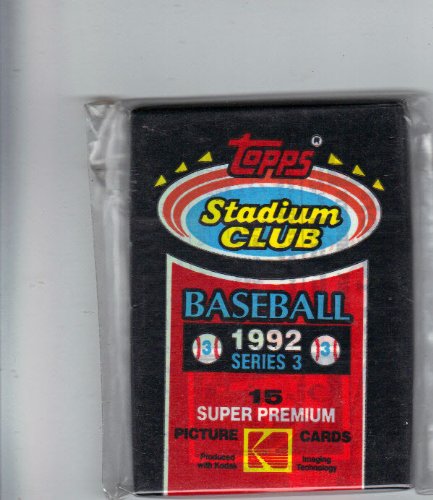 TOPPS ®
Stadium
CLUB
BASEBALL
3 1992 3
SERIES 3
15
SUPER PREMIUM
PICTURE K CARDS
Produced with Kodak
Imaging Technology